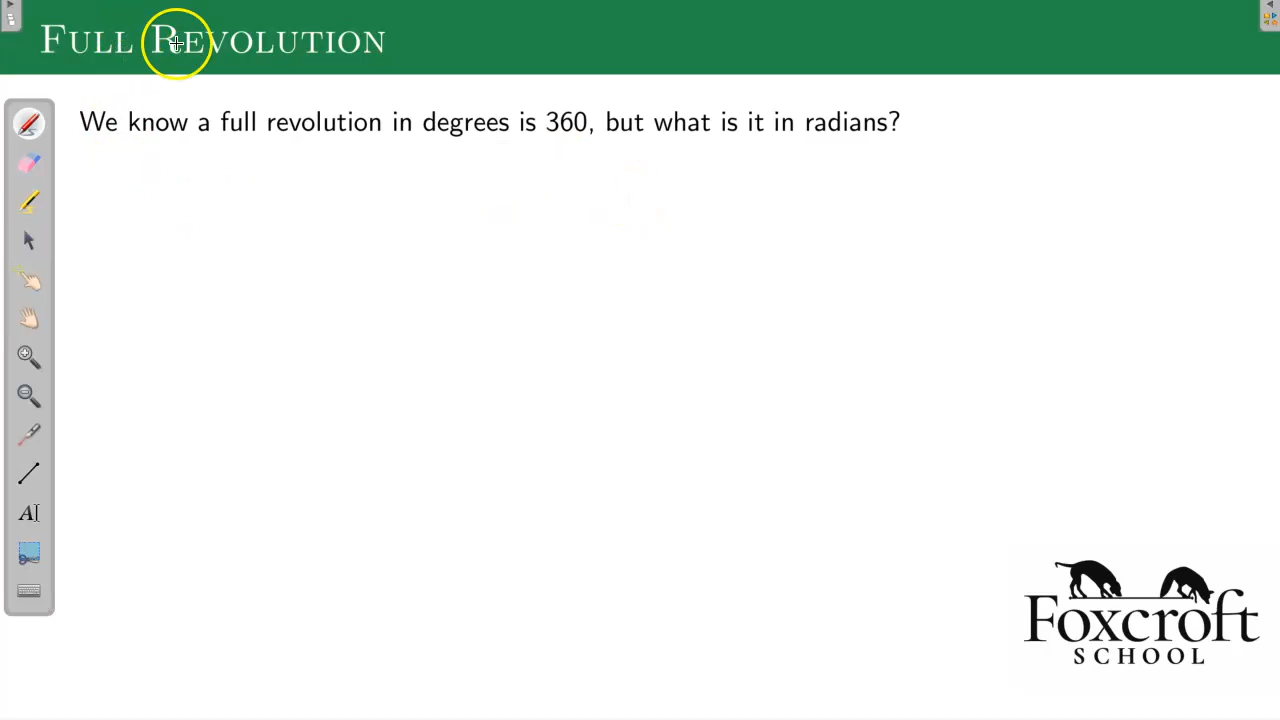 Full Revolution
We know a full revolution in degrees is 360, but what is it in radians?
A
Foxcroft
SCHOOL